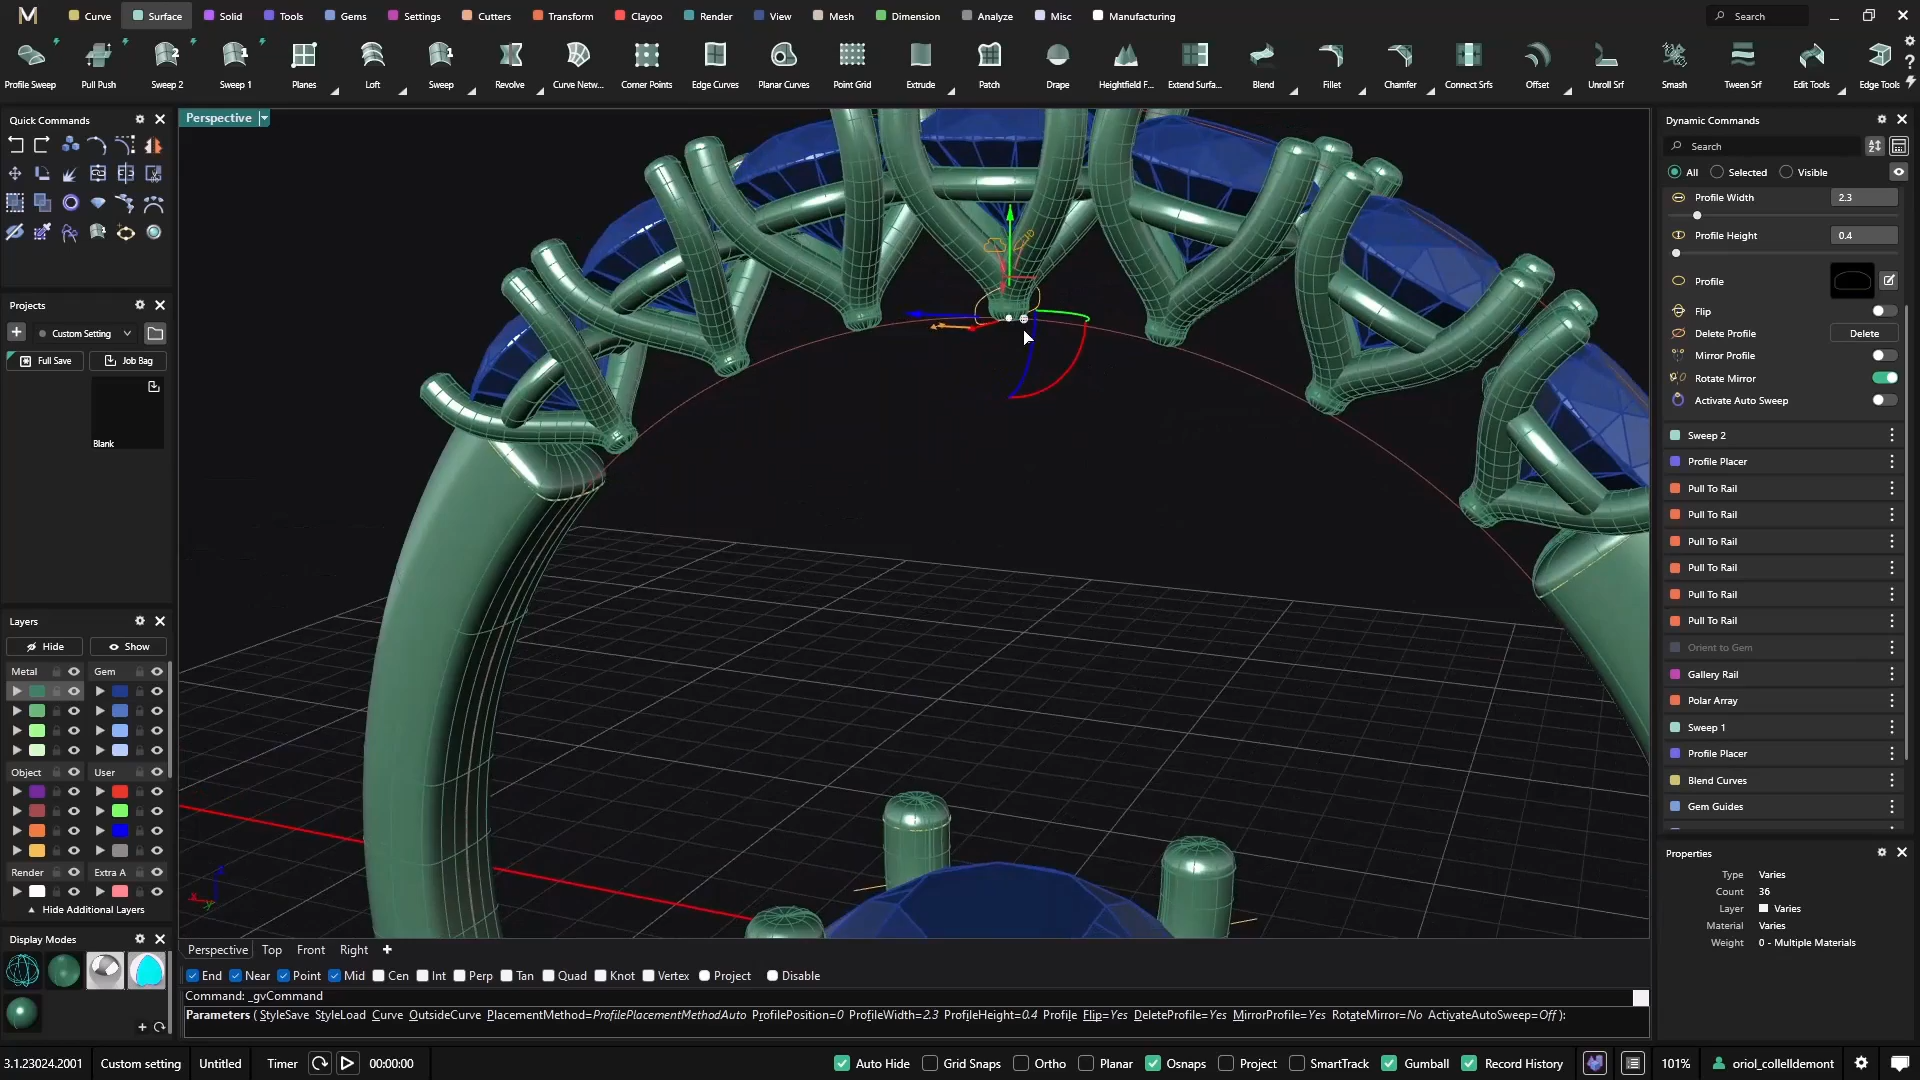 Curve Surface Solid Tools Gems Settings Cutters Transform Clayoo Render View Mesh Dimension Analyze Misc Manufacturing Search
Profile Sweep Pull Push Sweep 2 Sweep 1 Planes Loft Sweep Revolve Curve Netw... Corner Points Edge Curves Planar Curves Point Grid Extrude Patch Drape Heightfield F... Extend Surfa... Blend Fillet Chamfer Connect Srfs Offset Unroll Srf Smash Tween Srf Edit Tools Edge Tools
Quick Commands
Projects
Custom Setting
Full Save Job Bag
Blank
Layers
Hide Show
Metal Gem
Object User
Render Extra A
Hide Additional Layers
Display Modes
Perspective
Perspective Top Front Right
End Near Point Mid Cen Int Perp Tan Quad Knot Vertex Project Disable
Command: _gvCommand
Parameters ( StyleSave StyleLoad Curve OutsideCurve PlacementMethod=ProfilePlacementMethodAuto ProfilePosition=0 ProfileWidth=2.3 ProfileHeight=0.4 Profile Flip=Yes DeleteProfile=Yes MirrorProfile=Yes RotateMirror=No ActivateAutoSweep=Off ):
Dynamic Commands
Search
All Selected Visible
Profile Width 2.3
Profile Height 0.4
Profile
Flip
Delete Profile Delete
Mirror Profile
Rotate Mirror
Activate Auto Sweep
Sweep 2
Profile Placer
Pull To Rail
Pull To Rail
Pull To Rail
Pull To Rail
Pull To Rail
Pull To Rail
Orient to Gem
Gallery Rail
Polar Array
Sweep 1
Profile Placer
Blend Curves
Gem Guides
Properties
Type Varies
Count 36
Layer Varies
Material Varies
Weight 0 - Multiple Materials
3.1.23024.2001 Custom setting Untitled Timer 00:00:00 Auto Hide Grid Snaps Ortho Planar Osnaps Project SmartTrack Gumball Record History 101% oriol_collelldemont